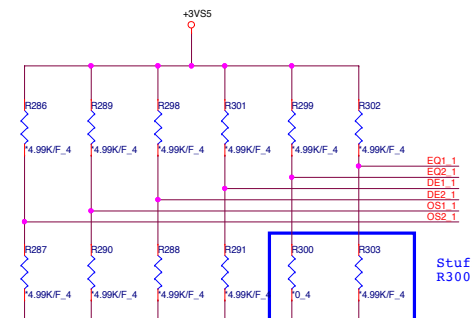 +3VS5
R286 R289 R298 R301 R299 R302
*4.99K/F_4 *4.99K/F_4 *4.99K/F_4 *4.99K/F_4 *4.99K/F_4 *4.99K/F_4
EQ1_1
EQ2_1
DE1_1
DE2_1
OS1_1
OS2_1
R287 R290 R288 R291 R300 R303
Stuf
R300
*4.99K/F_4 *4.99K/F_4 *4.99K/F_4 *4.99K/F_4 *0_4 *4.99K/F_4